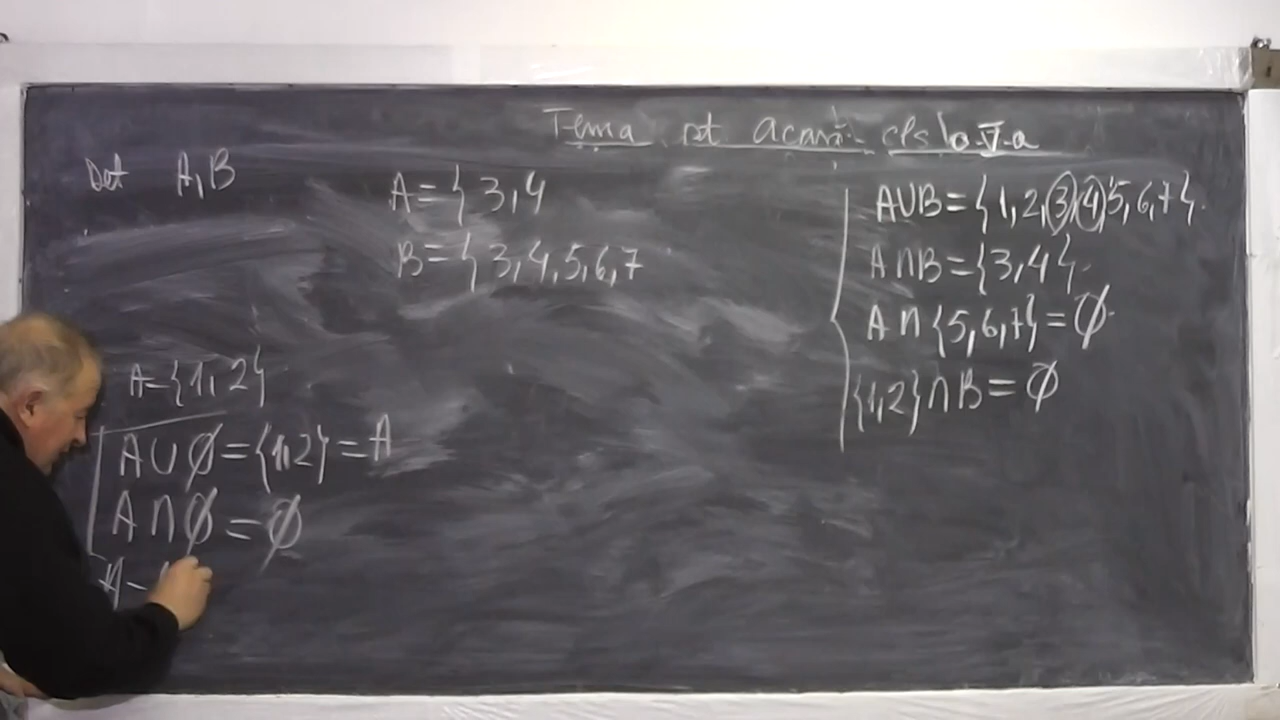 Tema pt acasă cls a V-a
Det A,B
A={3,4
B={3,4,5,6,7
A∪B={1,2,3,4,5,6,7}.
A∩B={3,4}.
A∩{5,6,7}=∅.
{1,2}∩B=∅
A={1,2}
A∪∅={1,2}=A
A∩∅=∅
A-